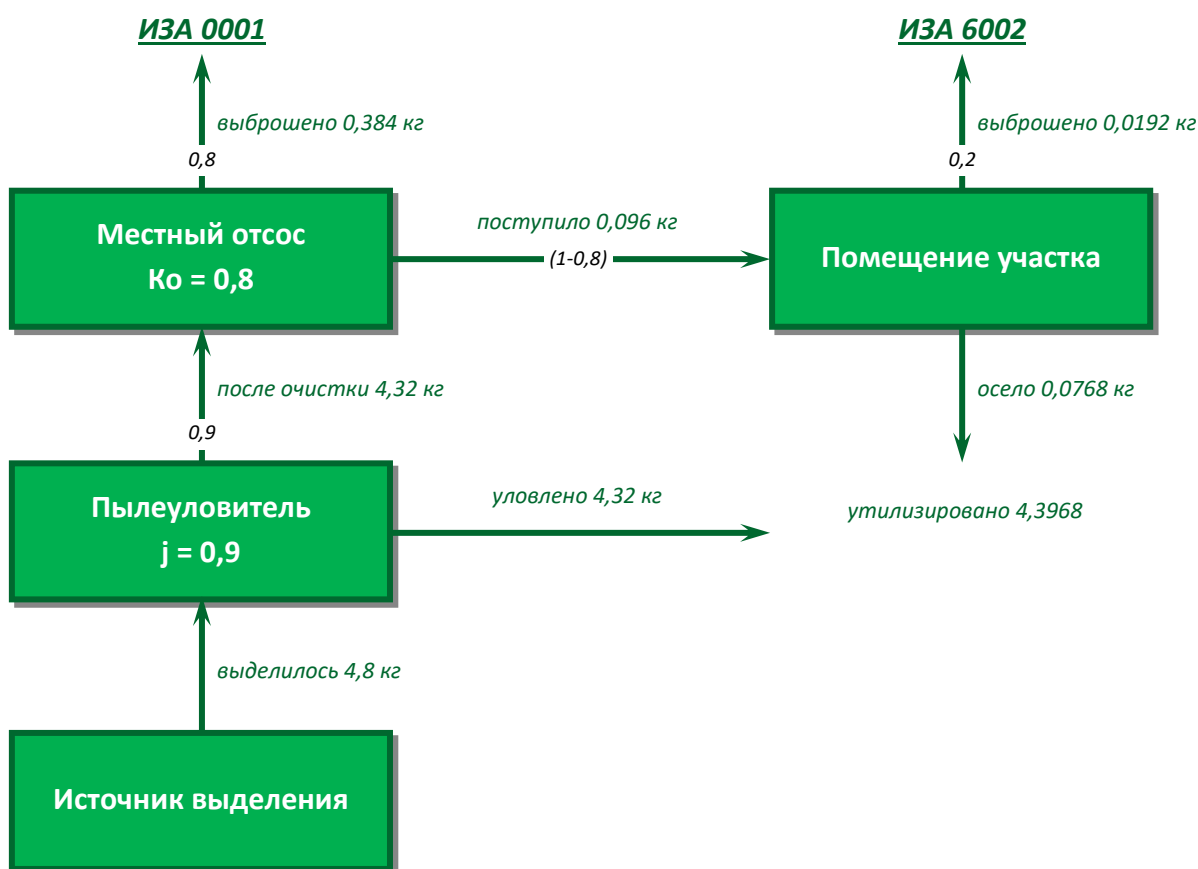 ИЗА 0001
ИЗА 6002
выброшено 0,384 кг
выброшено 0,0192 кг
0,8
0,2
Местный отсос
Ко = 0,8
поступило 0,096 кг
(1-0,8)
Помещение участка
после очистки 4,32 кг
осело 0,0768 кг
0,9
Пылеуловитель
j = 0,9
уловлено 4,32 кг
утилизировано 4,3968
выделилось 4,8 кг
Источник выделения